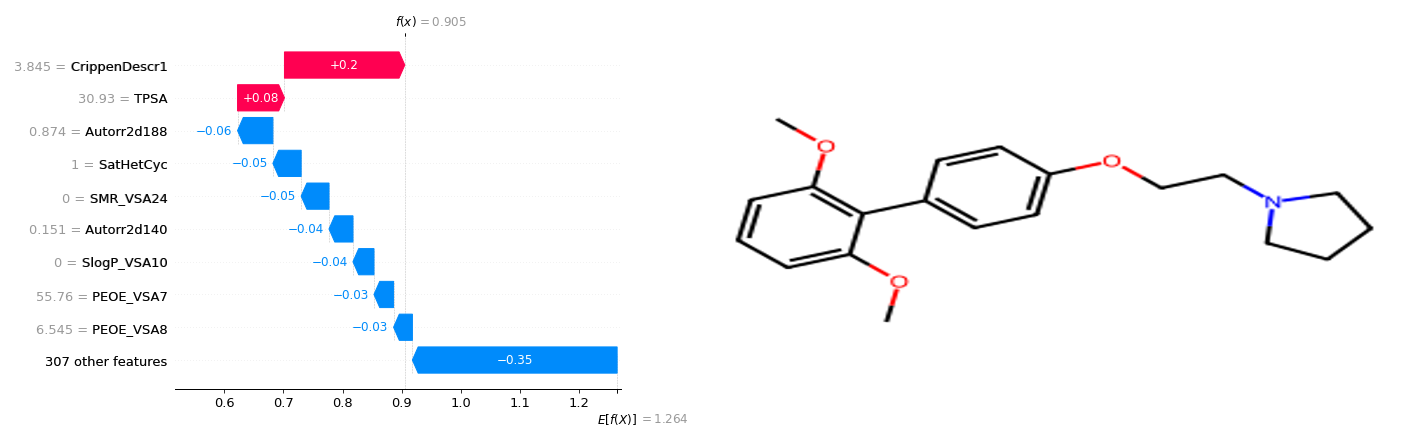 f(x) = 0.905
3.845 = CrippenDescr1
+0.2
30.93 = TPSA
+0.08
0.874 = Autorr2d188
−0.06
1 = SatHetCyc
−0.05
0 = SMR_VSA24
−0.05
0.151 = Autorr2d140
−0.04
0 = SlogP_VSA10
−0.04
55.76 = PEOE_VSA7
−0.03
6.545 = PEOE_VSA8
−0.03
307 other features
−0.35
0.6 0.7 0.8 0.9 1.0 1.1 1.2
E[f(X)] = 1.264
O
O
N
O